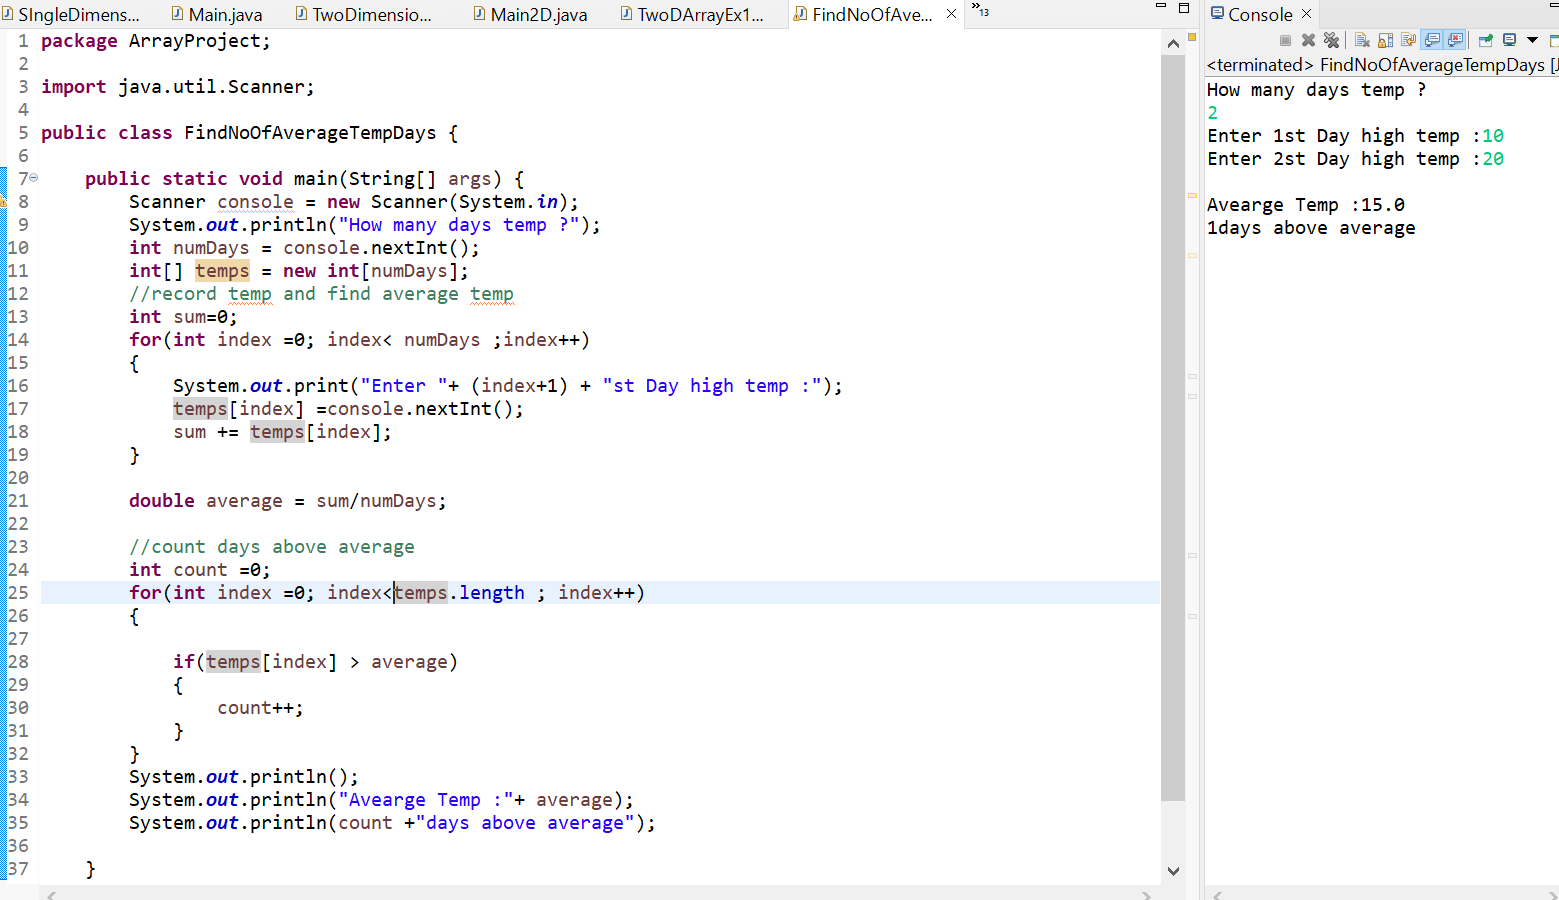 SIngleDimens...
Main.java
TwoDimensio...
Main2D.java
TwoDArrayEx1...
FindNoOfAve...
13
1 package ArrayProject;
2
3 import java.util.Scanner;
4
5 public class FindNoOfAverageTempDays {
6
7 public static void main(String[] args) {
8 Scanner console = new Scanner(System.in);
9 System.out.println("How many days temp ?");
10 int numDays = console.nextInt();
11 int[] temps = new int[numDays];
12 //record temp and find average temp
13 int sum=0;
14 for(int index =0; index< numDays ;index++)
15 {
16 System.out.print("Enter "+ (index+1) + "st Day high temp :");
17 temps[index] =console.nextInt();
18 sum += temps[index];
19 }
20
21 double average = sum/numDays;
22
23 //count days above average
24 int count =0;
25 for(int index =0; index<temps.length ; index++)
26 {
27
28 if(temps[index] > average)
29 {
30 count++;
31 }
32 }
33 System.out.println();
34 System.out.println("Avearge Temp :"+ average);
35 System.out.println(count +"days above average");
36
37 }
Console
<terminated> FindNoOfAverageTempDays [J
How many days temp ?
2
Enter 1st Day high temp :10
Enter 2st Day high temp :20
Avearge Temp :15.0
1days above average